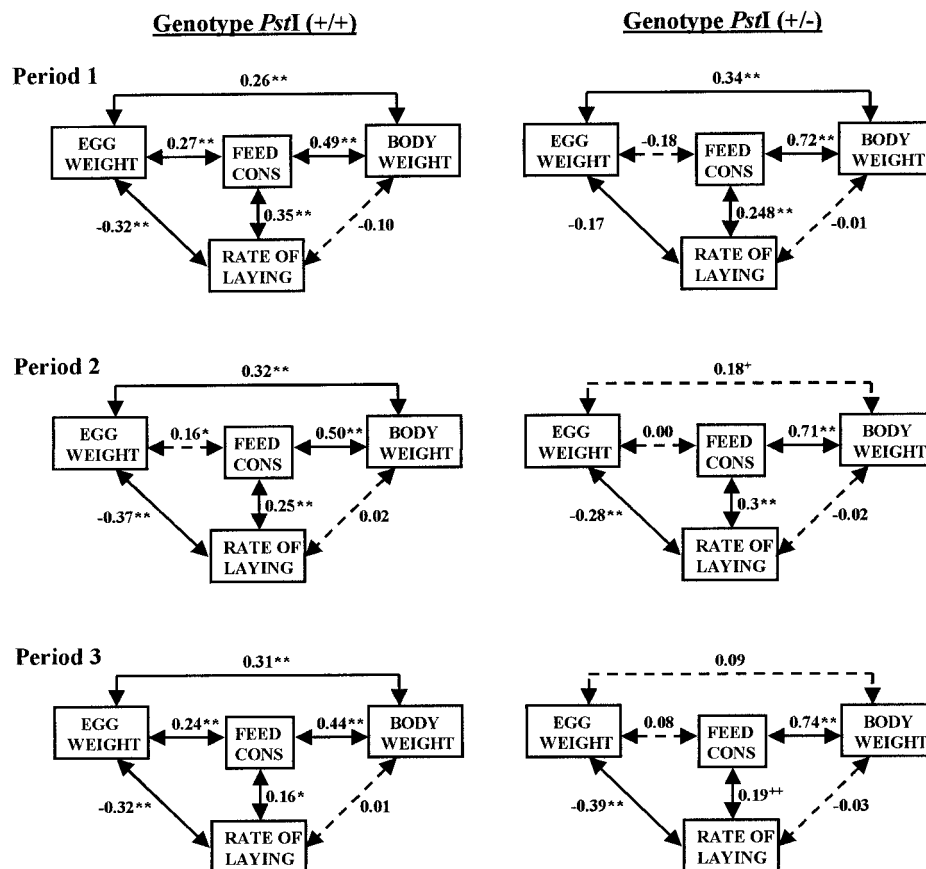 Genotype PstI (+/+)
Genotype PstI (+/-)
Period 1
0.26**
EGG
WEIGHT
0.27**
FEED
CONS
0.49**
BODY
WEIGHT
-0.32**
0.35**
-0.10
RATE OF
LAYING
0.34**
EGG
WEIGHT
-0.18
FEED
CONS
0.72**
BODY
WEIGHT
-0.17
0.248**
-0.01
RATE OF
LAYING
Period 2
0.32**
EGG
WEIGHT
0.16*
FEED
CONS
0.50**
BODY
WEIGHT
-0.37**
0.25**
0.02
RATE OF
LAYING
0.18+
EGG
WEIGHT
0.00
FEED
CONS
0.71**
BODY
WEIGHT
-0.28**
0.3**
-0.02
RATE OF
LAYING
Period 3
0.31**
EGG
WEIGHT
0.24**
FEED
CONS
0.44**
BODY
WEIGHT
-0.32**
0.16*
0.01
RATE OF
LAYING
0.09
EGG
WEIGHT
0.08
FEED
CONS
0.74**
BODY
WEIGHT
-0.39**
0.19++
-0.03
RATE OF
LAYING